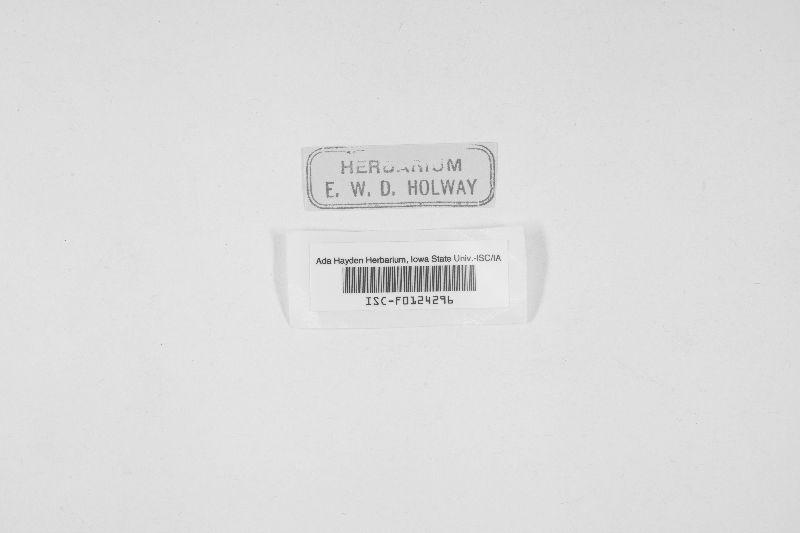 HERBARIUM
E. W. D. HOLWAY
Ada Hayden Herbarium, Iowa State Univ.-ISC/IA
ISC-F0124296